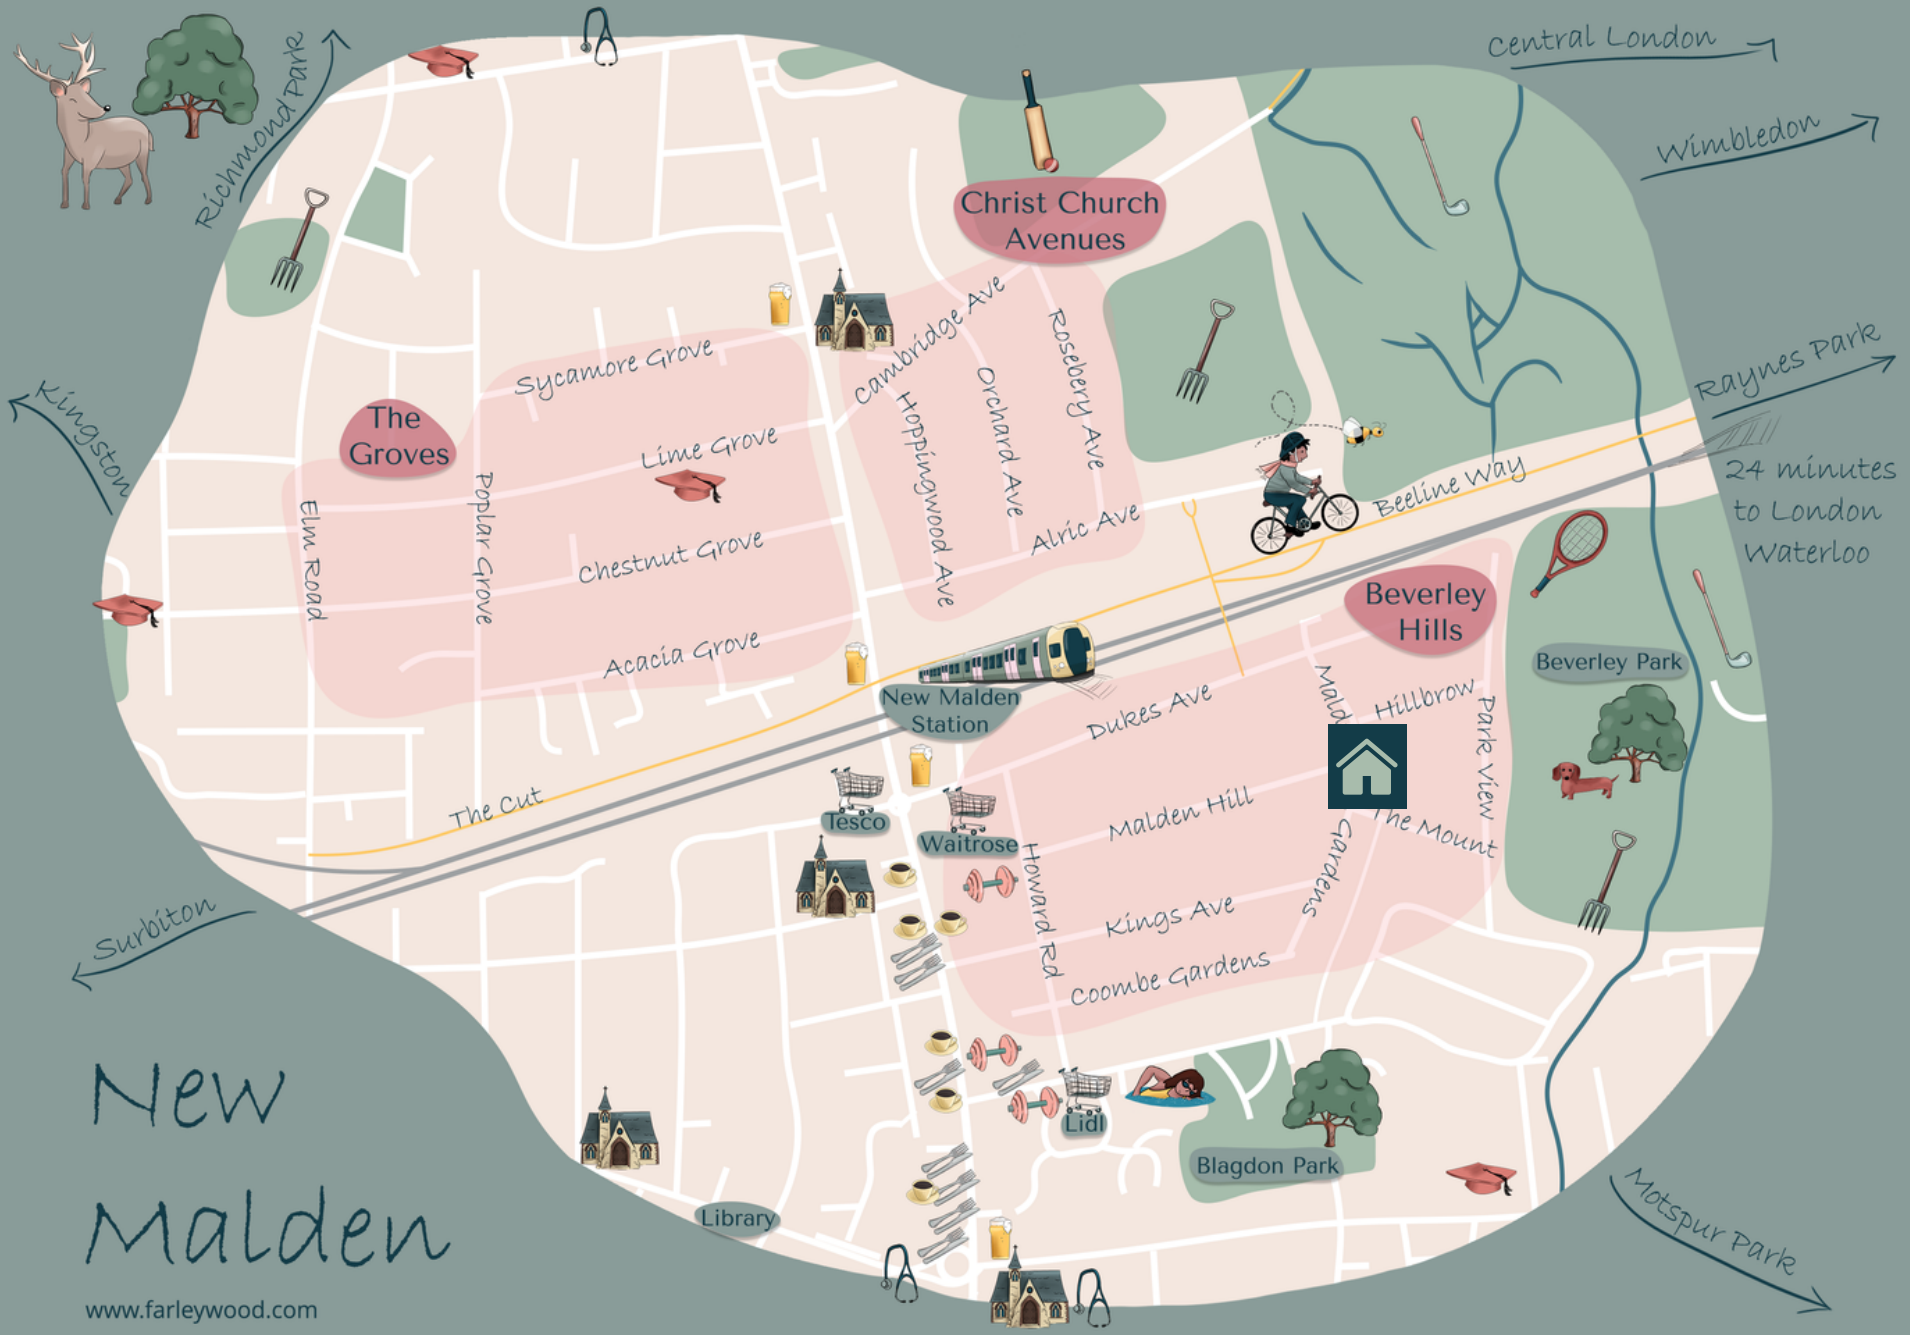 Richmond Park
Central London
Wimbledon
Christ Church
Avenues
Kingston
Raynes Park
24 minutes
to London
Waterloo
The
Groves
Sycamore Grove
Lime Grove
Chestnut Grove
Acacia Grove
Elm Road
Poplar Grove
Cambridge Ave
Hoppingwood Ave
Orchard Ave
Rosebery Ave
Alric Ave
Beeline Way
Beverley
Hills
Beverley Park
New Malden
Station
Dukes Ave
Hillbrow
Park View
Malden Hill
The Mount
Gardens
Kings Ave
Coombe Gardens
Howard Rd
The Cut
Tesco
Waitrose
Surbiton
Lidl
Blagdon Park
Library
Motspur Park
New
Malden
www.farleywood.com